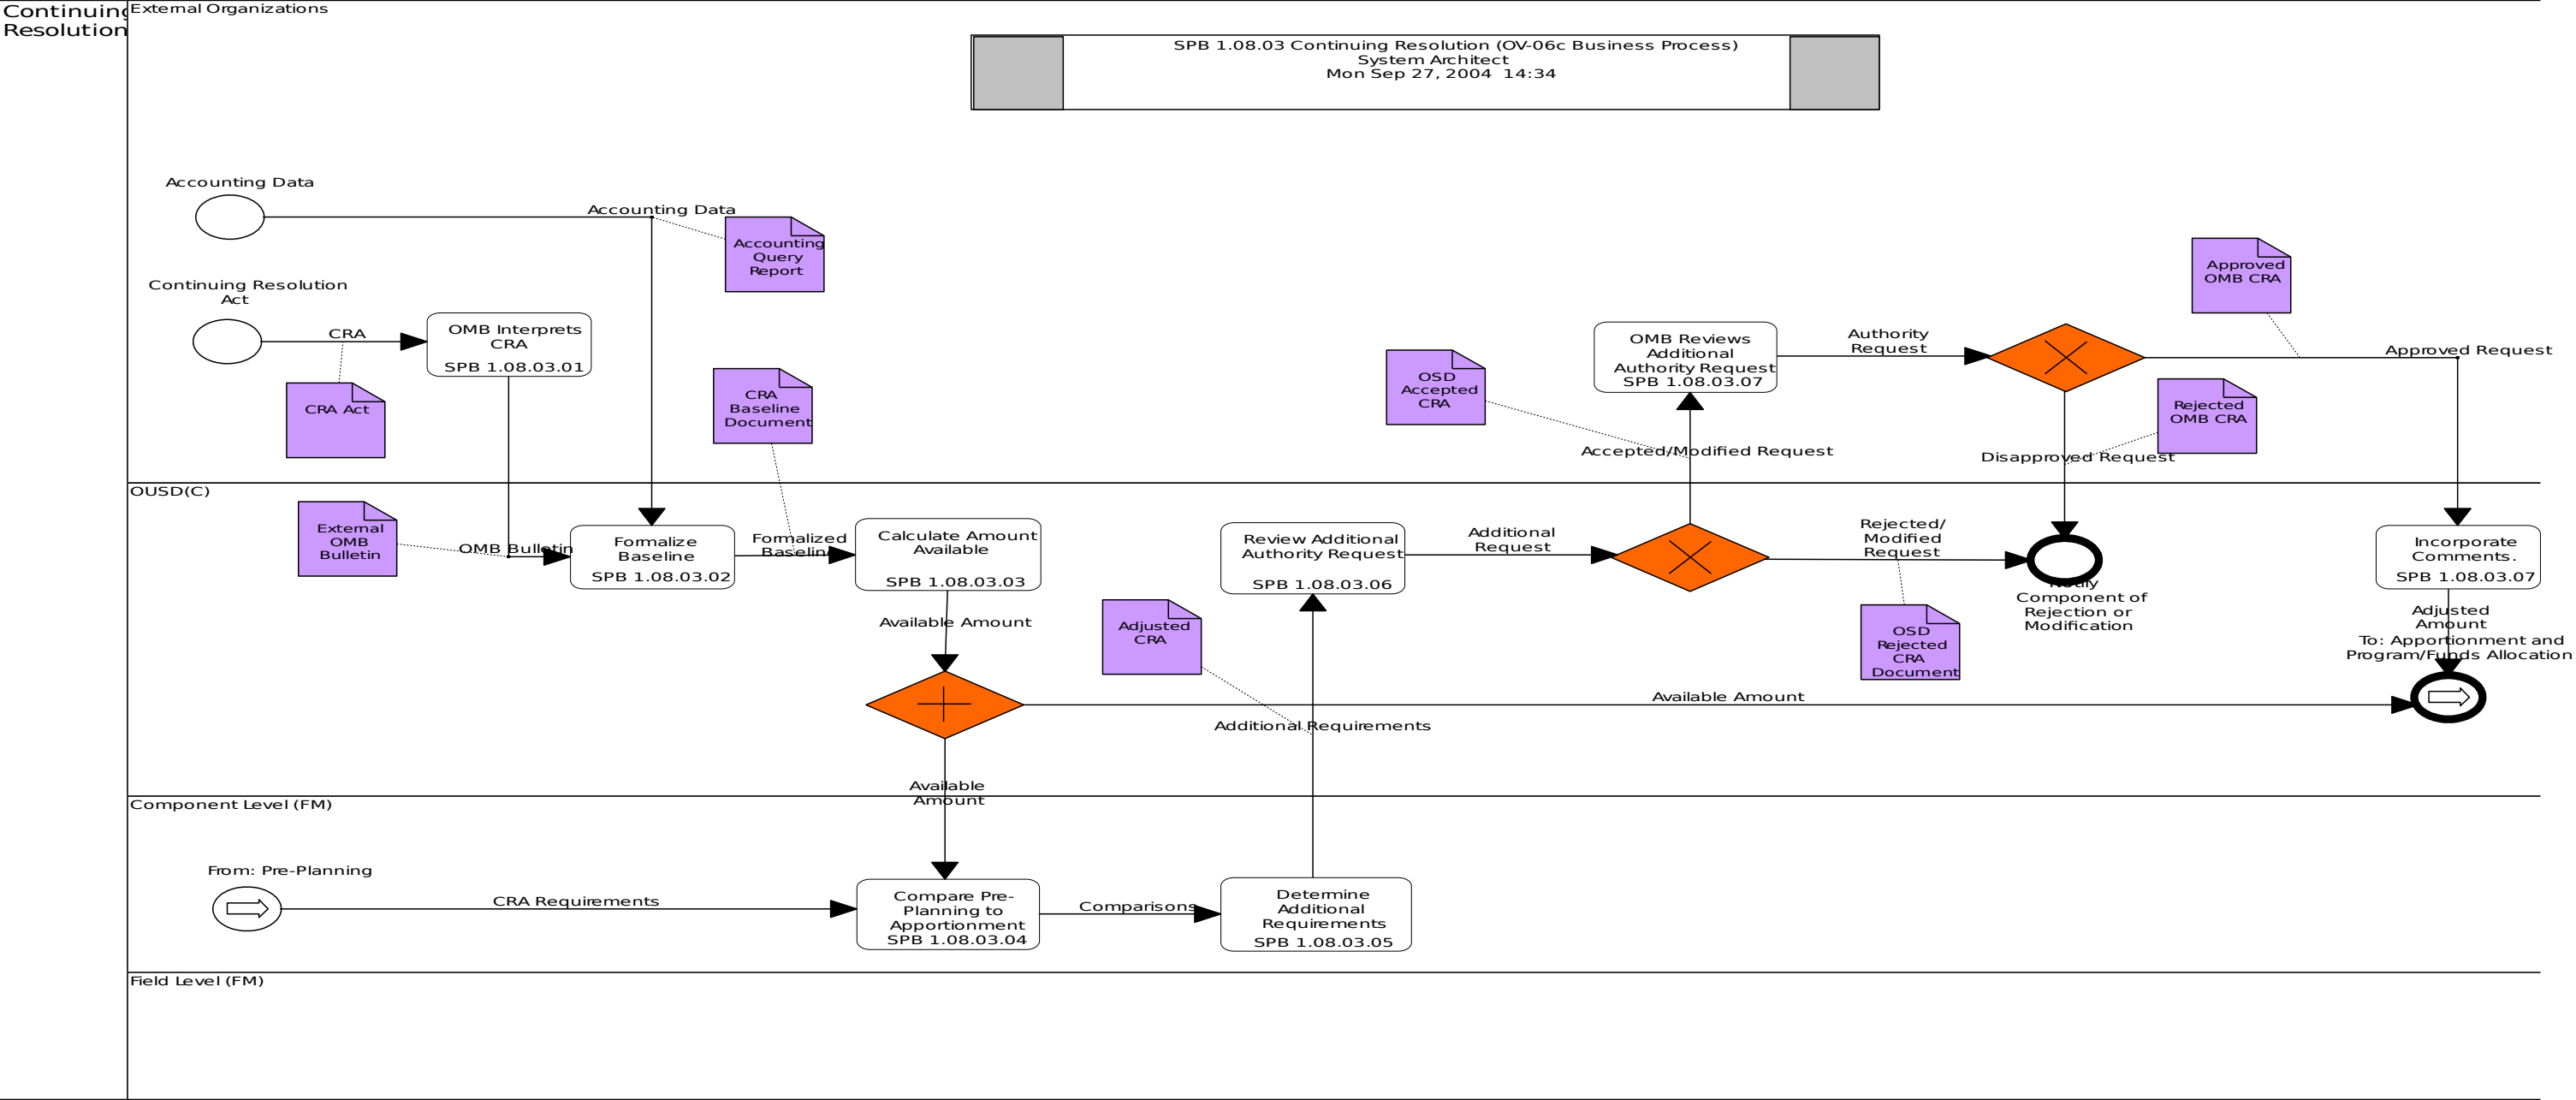 Continuing
Resolution
External Organizations
SPB 1.08.03 Continuing Resolution (OV-06c Business Process)
System Architect
Mon Sep 27, 2004  14:34
Accounting Data
Accounting Data
Accounting
Query
Report
Continuing Resolution
Act
CRA
OMB Interprets
CRA
SPB 1.08.03.01
CRA Act
CRA
Baseline
Document
OSD
Accepted
CRA
OMB Reviews
Additional
Authority Request
SPB 1.08.03.07
Authority
Request
Approved
OMB CRA
Approved Request
Rejected
OMB CRA
Accepted/Modified Request
Disapproved Request
OUSD(C)
External
OMB
Bulletin
OMB Bulletin
Formalize
Baseline
SPB 1.08.03.02
Formalized
Baseline
Calculate Amount
Available
SPB 1.08.03.03
Available Amount
Review Additional
Authority Request
SPB 1.08.03.06
Additional
Request
Rejected/
Modified
Request
Notify
Component of
Rejection or
Modification
Incorporate
Comments.
SPB 1.08.03.07
Adjusted
Amount
To: Apportionment and
Program/Funds Allocation
Adjusted
CRA
OSD
Rejected
CRA
Document
Available Amount
Additional Requirements
Available
Amount
Component Level (FM)
From: Pre-Planning
CRA Requirements
Compare Pre-
Planning to
Apportionment
SPB 1.08.03.04
Comparisons
Determine
Additional
Requirements
SPB 1.08.03.05
Field Level (FM)